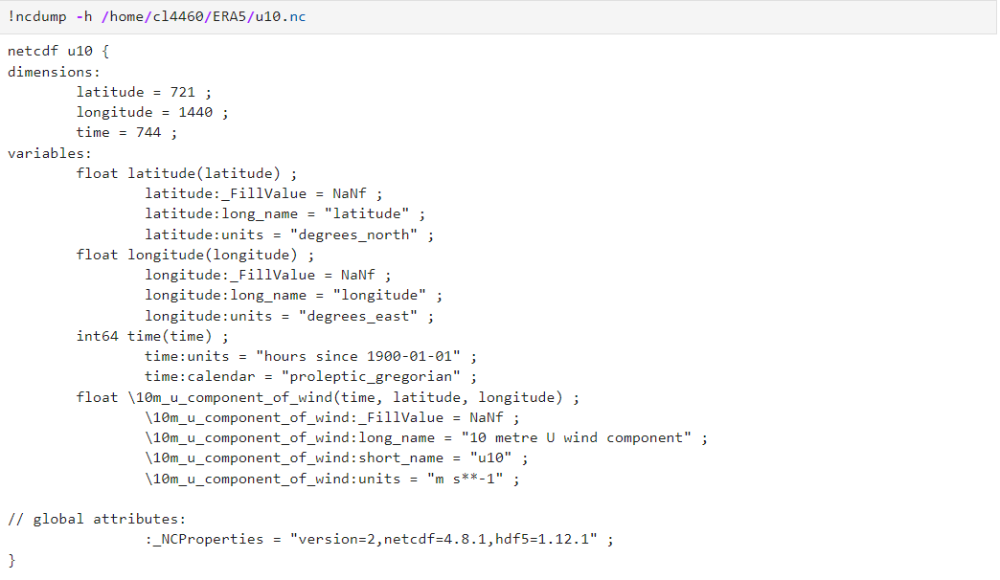 !ncdump -h /home/cl4460/ERA5/u10.nc
netcdf u10 {
dimensions:
latitude = 721 ;
longitude = 1440 ;
time = 744 ;
variables:
float latitude(latitude) ;
latitude:_FillValue = NaNf ;
latitude:long_name = "latitude" ;
latitude:units = "degrees_north" ;
float longitude(longitude) ;
longitude:_FillValue = NaNf ;
longitude:long_name = "longitude" ;
longitude:units = "degrees_east" ;
int64 time(time) ;
time:units = "hours since 1900-01-01" ;
time:calendar = "proleptic_gregorian" ;
float \10m_u_component_of_wind(time, latitude, longitude) ;
\10m_u_component_of_wind:_FillValue = NaNf ;
\10m_u_component_of_wind:long_name = "10 metre U wind component" ;
\10m_u_component_of_wind:short_name = "u10" ;
\10m_u_component_of_wind:units = "m s**-1" ;
// global attributes:
:_NCProperties = "version=2,netcdf=4.8.1,hdf5=1.12.1" ;
}